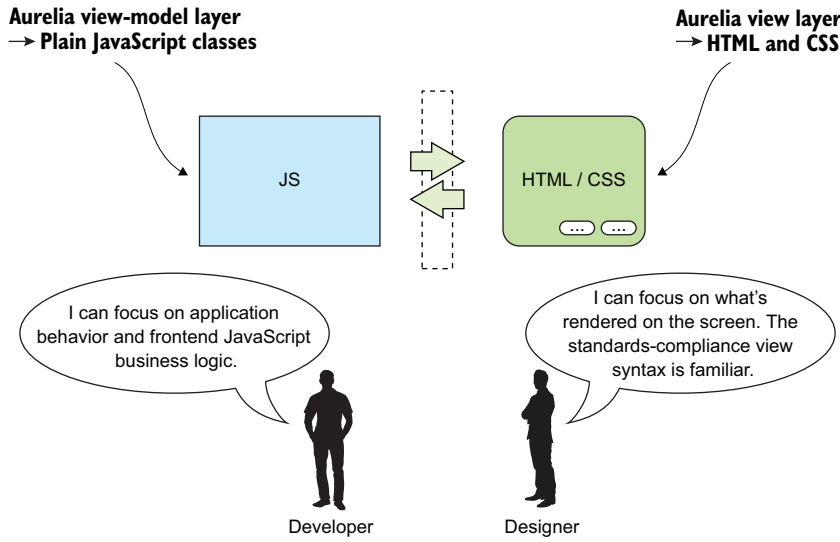 Aurelia view-model layer
→ Plain JavaScript classes
Aurelia view layer
→ HTML and CSS
JS
HTML / CSS
... ...
I can focus on application
behavior and frontend JavaScript
business logic.
I can focus on what's
rendered on the screen. The
standards-compliance view
syntax is familiar.
Developer
Designer